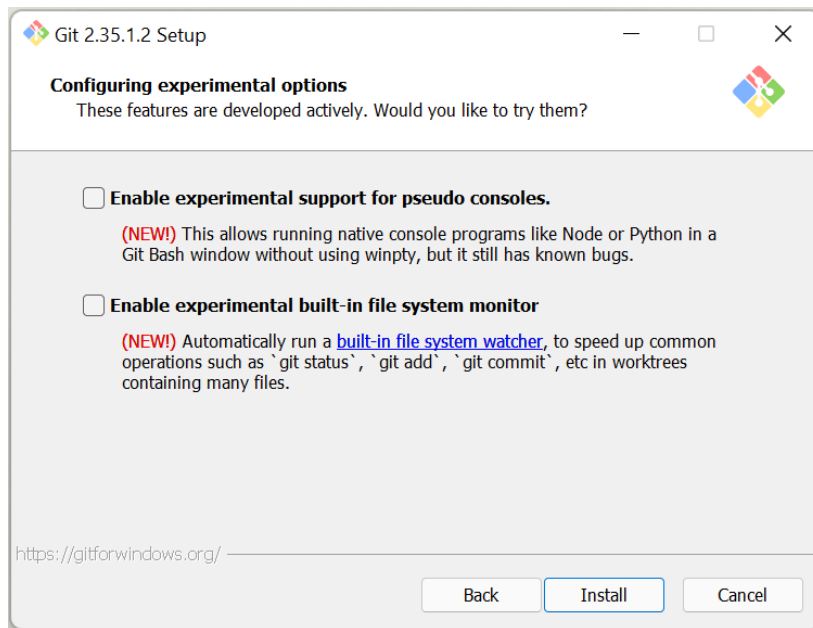 Git 2.35.1.2 Setup
Configuring experimental options
These features are developed actively. Would you like to try them?
Enable experimental support for pseudo consoles.
(NEW!) This allows running native console programs like Node or Python in a
Git Bash window without using winpty, but it still has known bugs.
Enable experimental built-in file system monitor
(NEW!) Automatically run a built-in file system watcher, to speed up common
operations such as `git status`, `git add`, `git commit`, etc in worktrees
containing many files.
https://gitforwindows.org/
Back Install Cancel